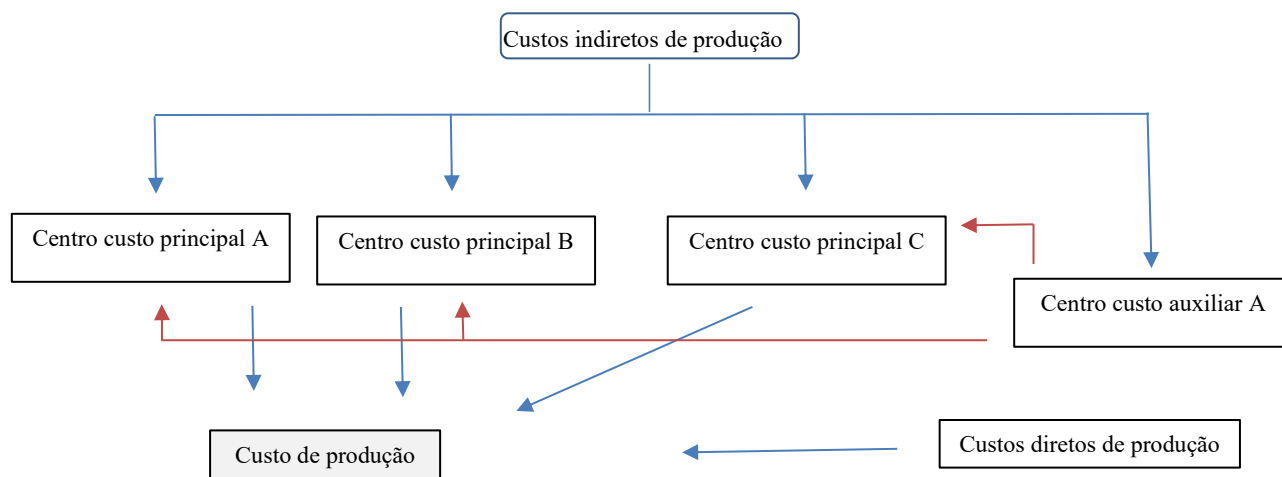 Custos indiretos de produção
Centro custo principal A
Centro custo principal B
Centro custo principal C
Centro custo auxiliar A
Custo de produção
Custos diretos de produção